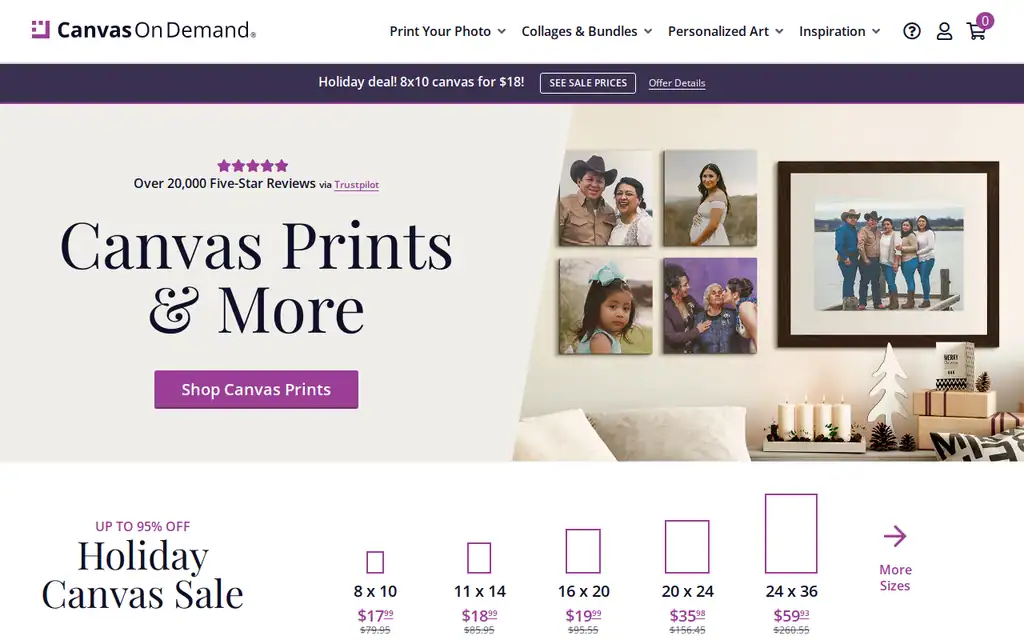 CanvasOnDemand®
Print Your Photo
Collages & Bundles
Personalized Art
Inspiration
0
Holiday deal! 8x10 canvas for $18!
SEE SALE PRICES
Offer Details
Over 20,000 Five-Star Reviews via Trustpilot
Canvas Prints
& More
Shop Canvas Prints
MERRY
UP TO 95% OFF
Holiday
Canvas Sale
8 x 10
$17.99
$79.95
11 x 14
$18.99
$85.95
16 x 20
$19.99
$95.55
20 x 24
$35.98
$156.45
24 x 36
$59.93
$260.55
More
Sizes